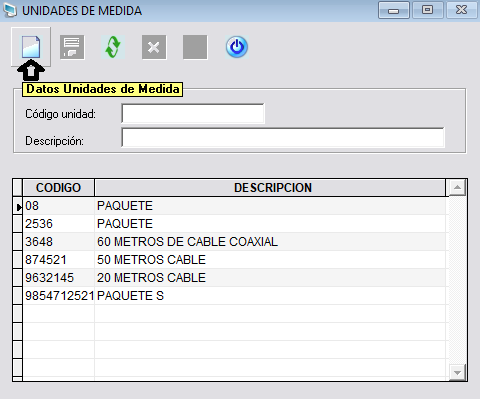 UNIDADES DE MEDIDA
Datos Unidades de Medida
Código unidad:
Descripción:
CODIGO DESCRIPCION
08 PAQUETE
2536 PAQUETE
3648 60 METROS DE CABLE COAXIAL
874521 50 METROS CABLE
9632145 20 METROS CABLE
9854712521 PAQUETE S